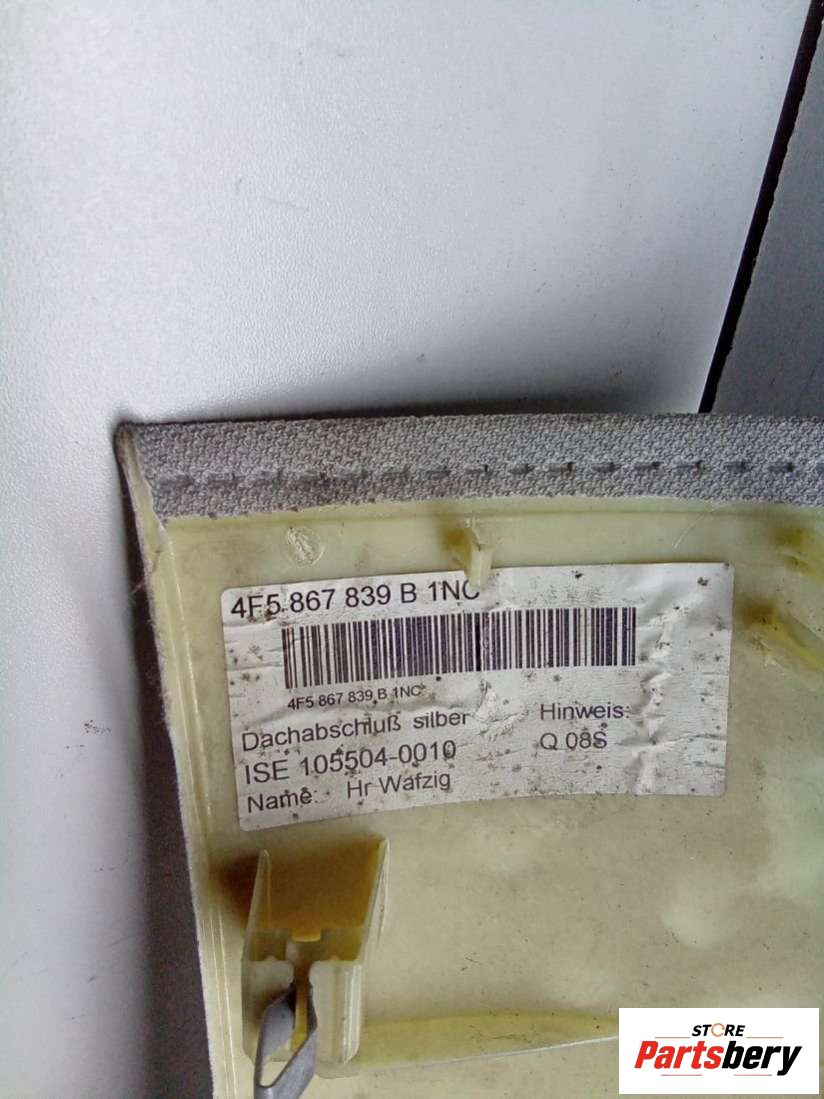 4F5 867 839 B 1NC
4F5 867 839 B 1NC
Dachabschluß silber
Hinweis:
ISE 105504-0010
Q 08S
Name: Hr Wafzig
STORE
Partsbery